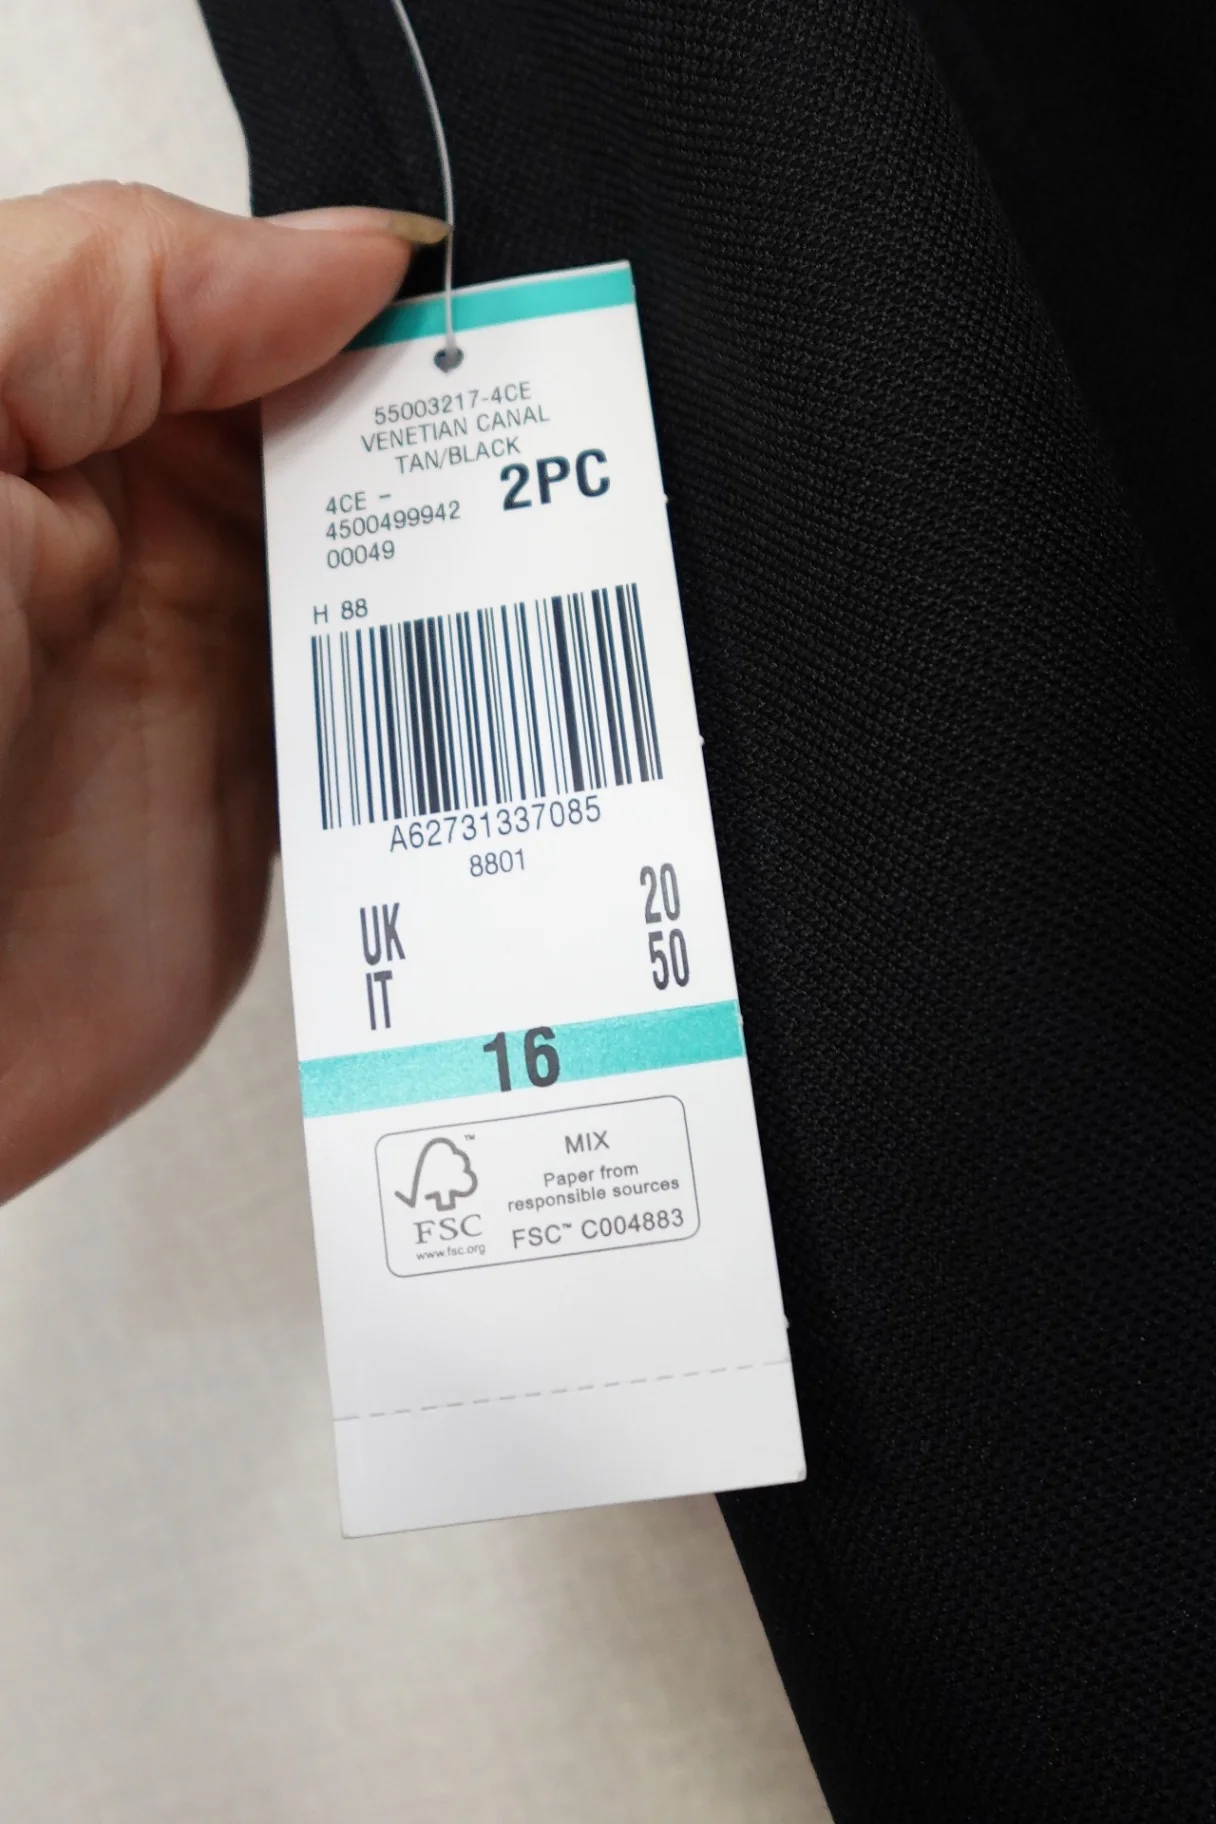 55003217-4CE
VENETIAN CANAL
TAN/BLACK
2PC
4CE –
4500499942
00049
H 88
A62731337085
8801
UK 20
IT 50
16
FSC™
www.fsc.org
MIX
Paper from
responsible sources
FSC™ C004883